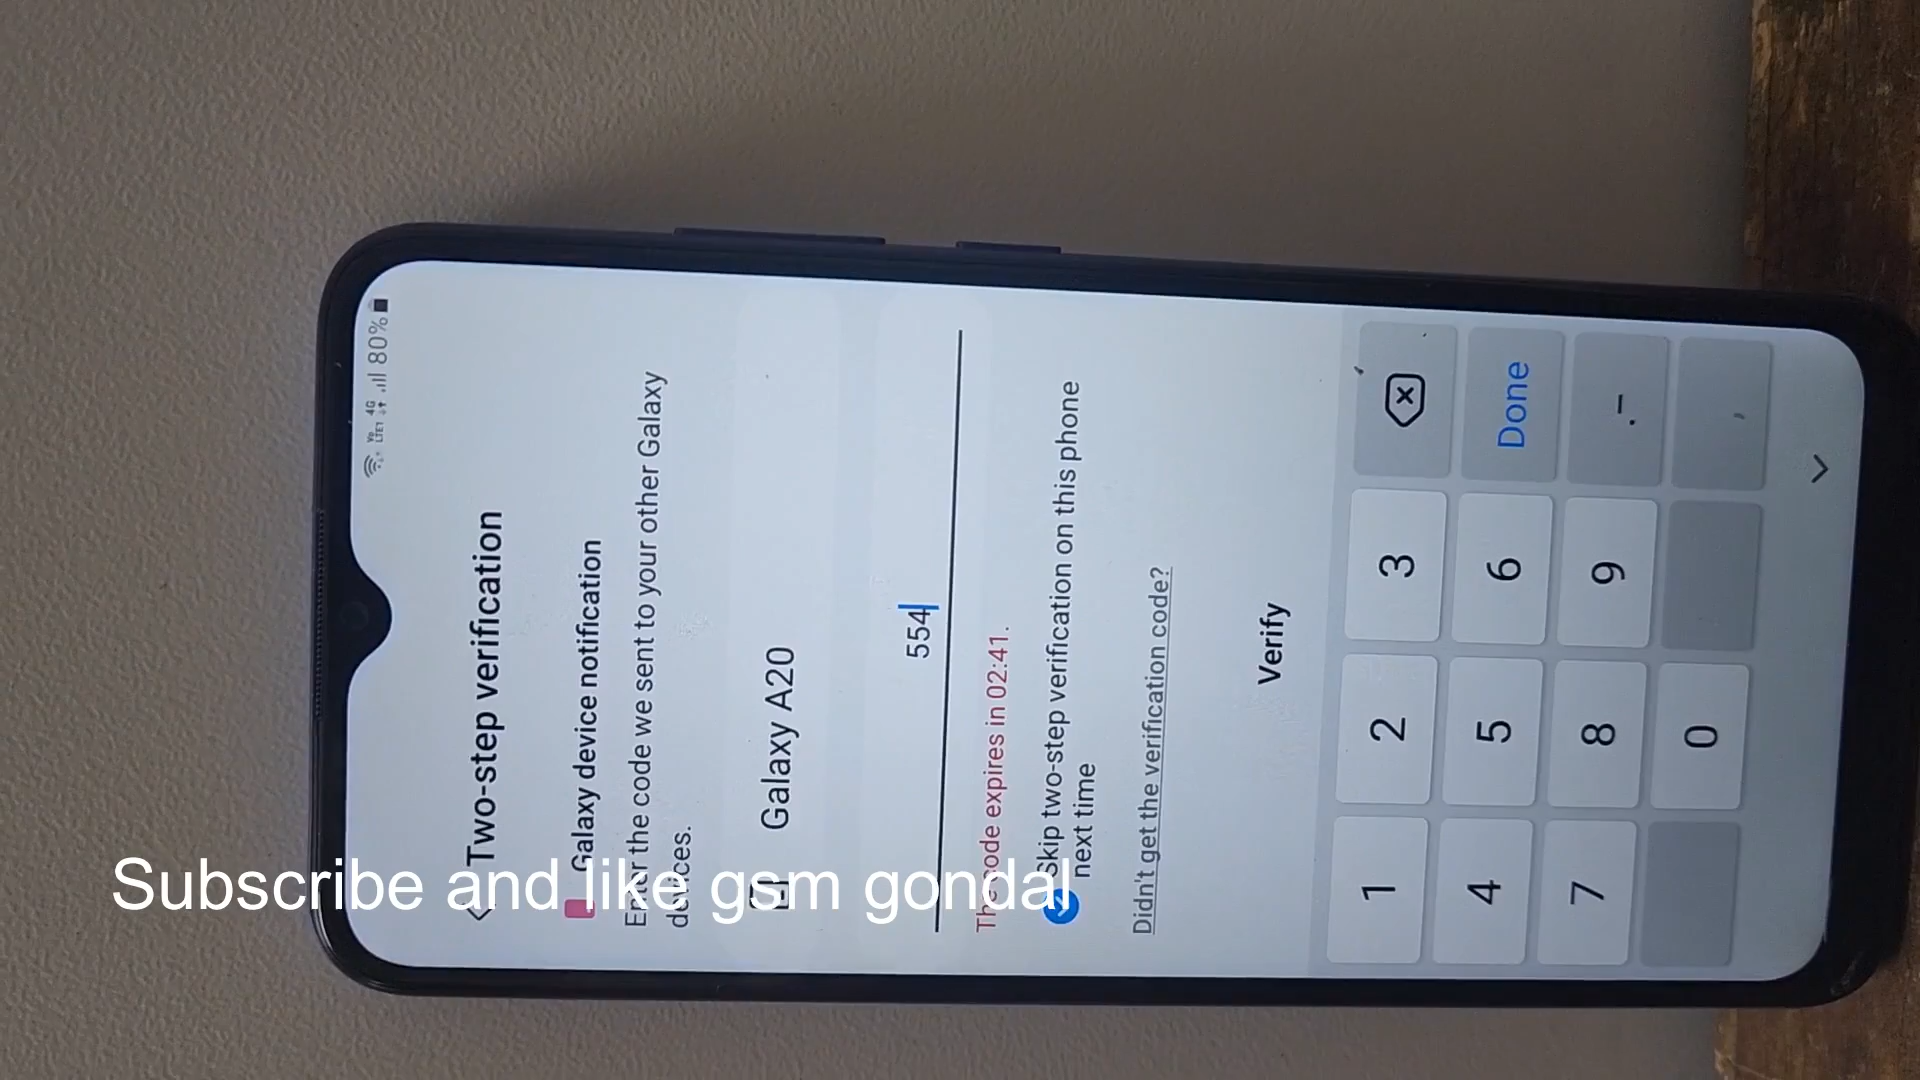 Vo 4G
LTE1 80%
Two-step verification
Galaxy device notification
Enter the code we sent to your other Galaxy
devices.
Galaxy A20
554
The code expires in 02:41.
Skip two-step verification on this phone
next time
Didn't get the verification code?
Verify
1 2 3
4 5 6 Done
7 8 9 .-
0 ,
Subscribe and like gsm gondal